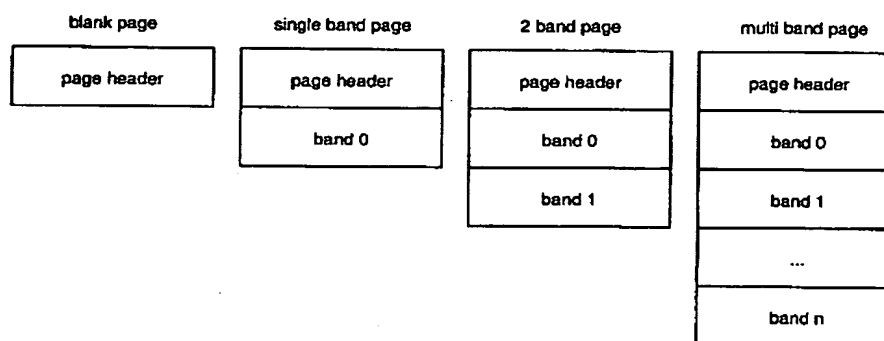 blank page
page header
single band page
page header
band 0
2 band page
page header
band 0
band 1
multi band page
page header
band 0
band 1
...
band n